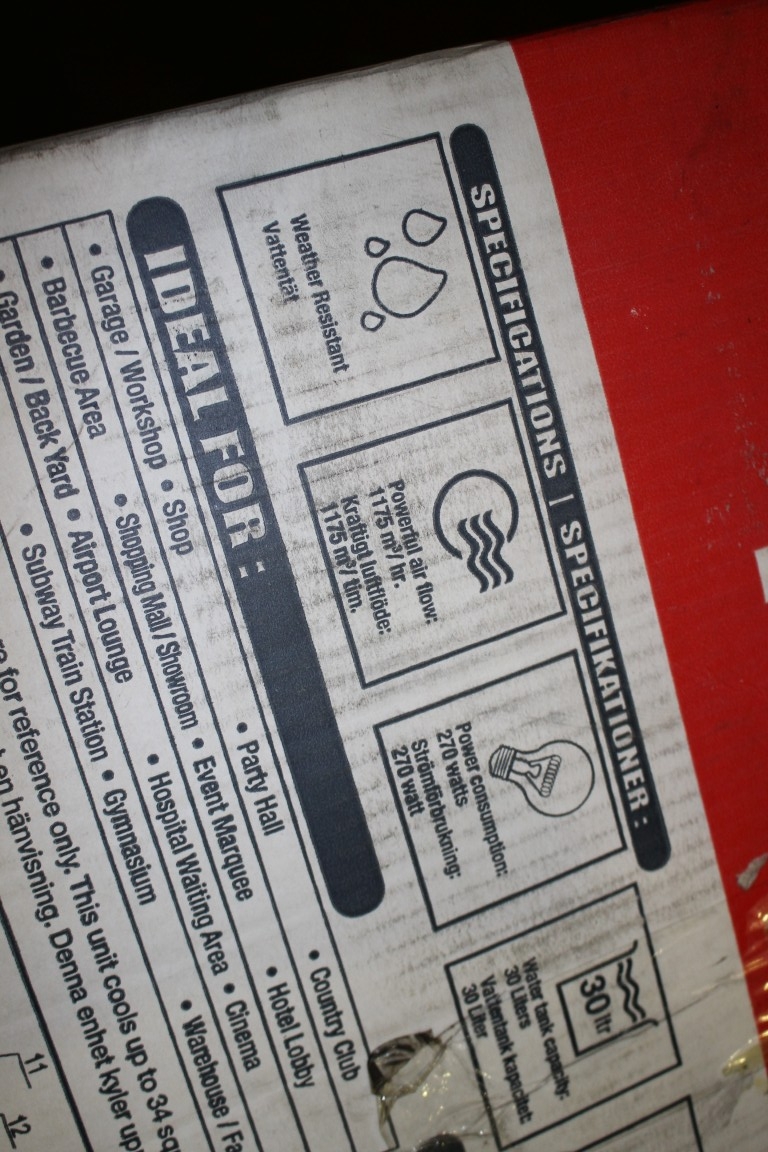 SPECIFICATIONS | SPECIFIKATIONER :
Weather Resistant
Vattentät
Powerful air flow:
1175 m³/ hr.
Kraftigt luftflöde:
1175 m³/ tim.
Power consumption:
270 watts
Strömförbrukning:
270 watt
30 ltr
Water tank capacity:
30 Liters
Vattentank kapacitet:
30 Liter
IDEAL FOR :
• Garage / Workshop • Shop • Party Hall • Country Club
• Barbecue Area • Shopping Mall / Showroom • Event Marquee • Hotel Lobby
Garden / Back Yard • Airport Lounge • Hospital Waiting Area • Cinema
• Subway Train Station • Gymnasium • Warehouse /
for reference only. This unit cools up to 34
hänvisning. Denna enhet kyler
11
12